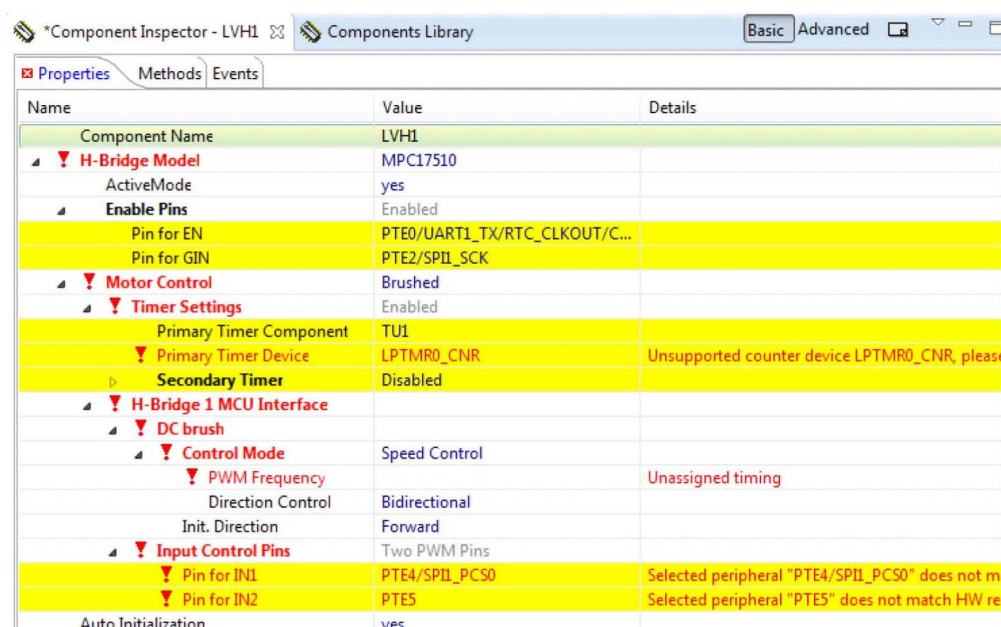 *Component Inspector - LVH1 Components Library Basic Advanced
Properties Methods Events
Name Value Details
Component Name LVH1
H-Bridge Model MPC17510
ActiveMode yes
Enable Pins Enabled
Pin for EN PTE0/UART1_TX/RTC_CLKOUT/C...
Pin for GIN PTE2/SPI1_SCK
Motor Control Brushed
Timer Settings Enabled
Primary Timer Component TU1
Primary Timer Device LPTMR0_CNR Unsupported counter device LPTMR0_CNR, please
Secondary Timer Disabled
H-Bridge 1 MCU Interface
DC brush
Control Mode Speed Control
PWM Frequency Unassigned timing
Direction Control Bidirectional
Init. Direction Forward
Input Control Pins Two PWM Pins
Pin for IN1 PTE4/SPI1_PCS0 Selected peripheral "PTE4/SPI1_PCS0" does not m
Pin for IN2 PTE5 Selected peripheral "PTE5" does not match HW re
Auto Initialization yes